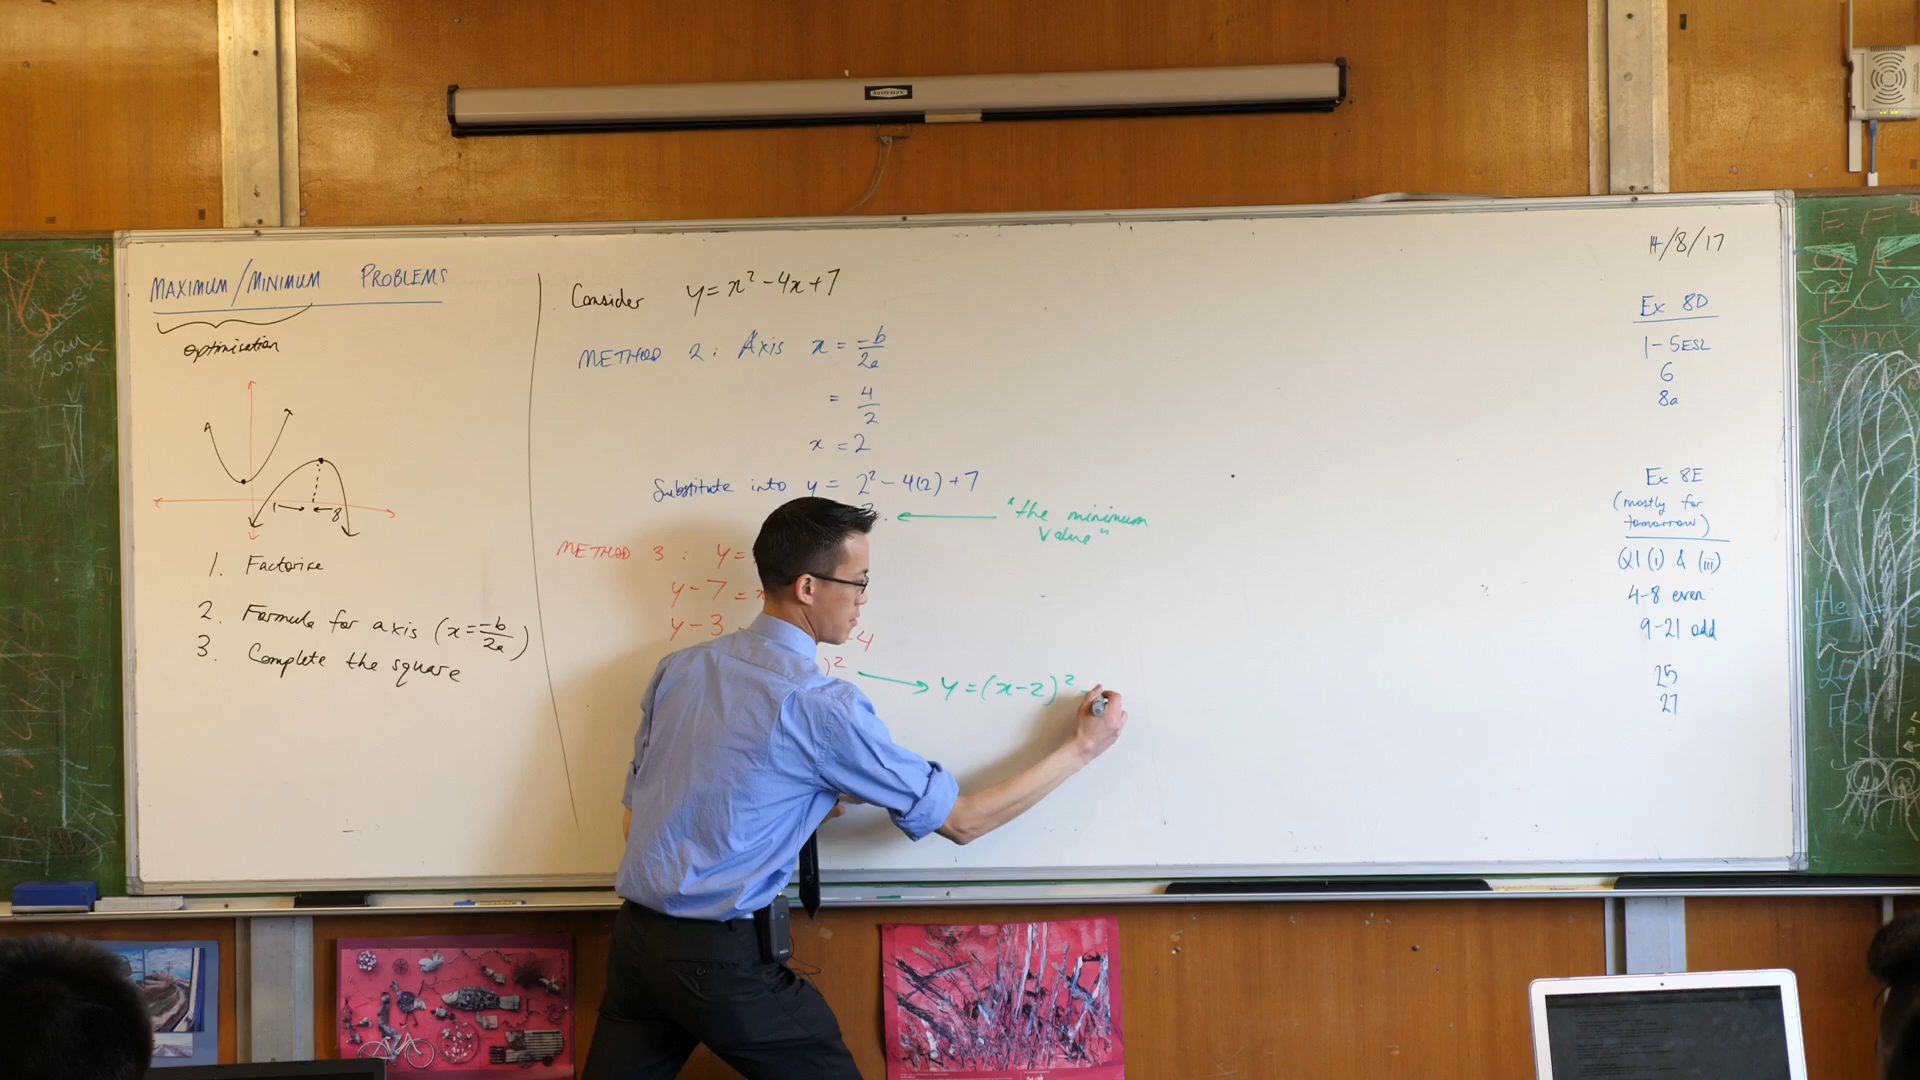 MAXIMUM/MINIMUM PROBLEMS
Optimisation
1. Factorise
2. Formula for axis (x = -b/2a)
3. Complete the square
Consider y = x² - 4x + 7
METHOD 2: Axis x = -b/2a
= 4/2
x = 2
Substitute into y = 2² - 4(2) + 7
"the minimum
value"
METHOD 3: y =
y - 7 =
y - 3
-4
)² → y = (x-2)²
14/8/17
Ex 8D
1-5ESL
6
8a
Ex 8E
(mostly for
tomorrow)
Q1 (i) & (iii)
4-8 even
9-21 odd
25
27